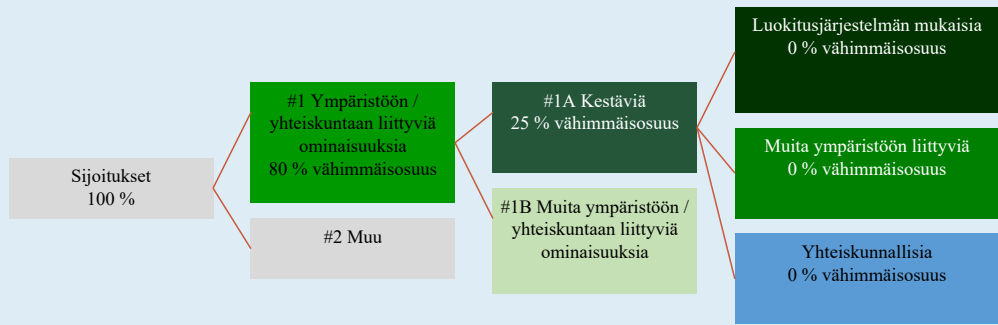 Sijoitukset
100 %
#1 Ympäristöön /
yhteiskuntaan liittyviä
ominaisuuksia
80 % vähimmäisosuus
#2 Muu
#1A Kestäviä
25 % vähimmäisosuus
#1B Muita ympäristöön /
yhteiskuntaan liittyviä
ominaisuuksia
Luokitusjärjestelmän mukaisia
0 % vähimmäisosuus
Muita ympäristöön liittyviä
0 % vähimmäisosuus
Yhteiskunnallisia
0 % vähimmäisosuus